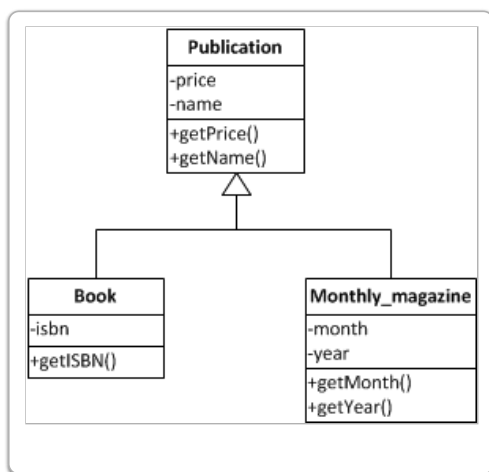 Publication
-price
-name
+getPrice()
+getName()
Book
-isbn
+getISBN()
Monthly_magazine
-month
-year
+getMonth()
+getYear()